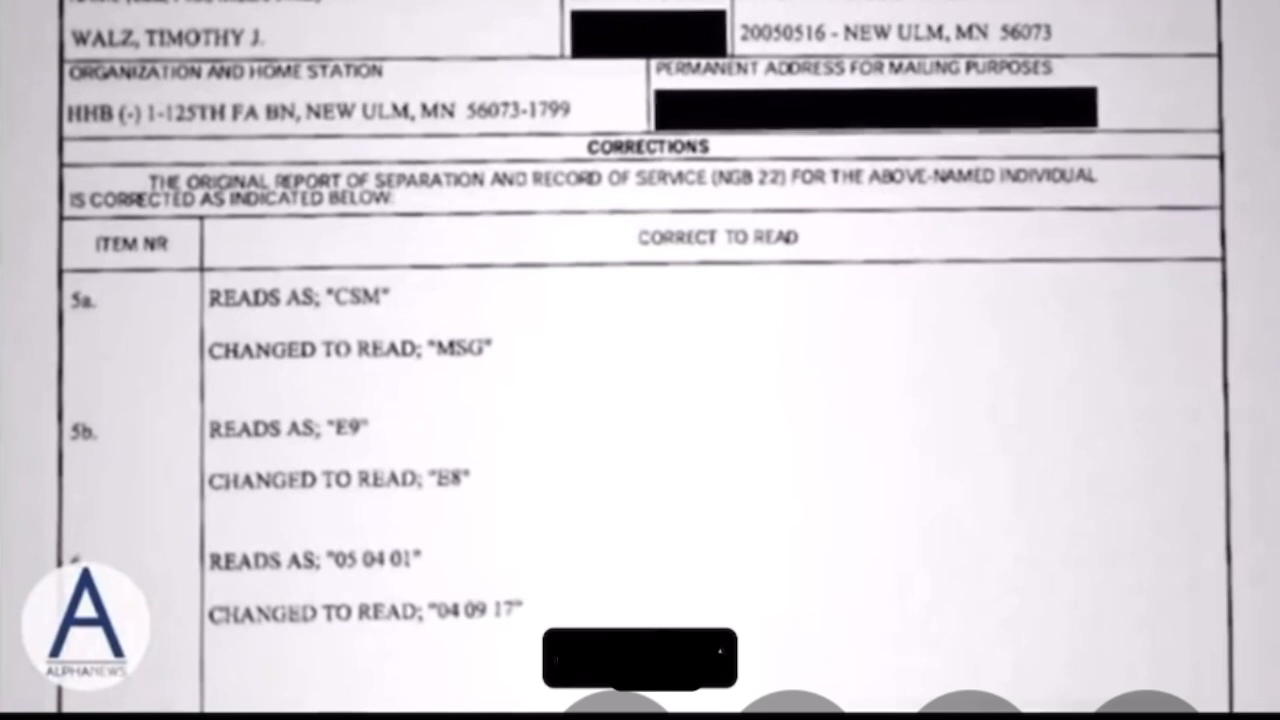 WALZ, TIMOTHY J.
20050516 - NEW ULM, MN 56073
ORGANIZATION AND HOME STATION
PERMANENT ADDRESS FOR MAILING PURPOSES
HHB (-) 1-125TH FA BN, NEW ULM, MN 56073-1799
CORRECTIONS
THE ORIGINAL REPORT OF SEPARATION AND RECORD OF SERVICE (NGB 22) FOR THE ABOVE-NAMED INDIVIDUAL
IS CORRECTED AS INDICATED BELOW:
ITEM NR
CORRECT TO READ
5a.
READS AS; "CSM"
CHANGED TO READ; "MSG"
5b.
READS AS; "E9"
CHANGED TO READ; "E8"
READS AS; "05 04 01"
CHANGED TO READ; "04 09 17"
A
ALPHANEWS